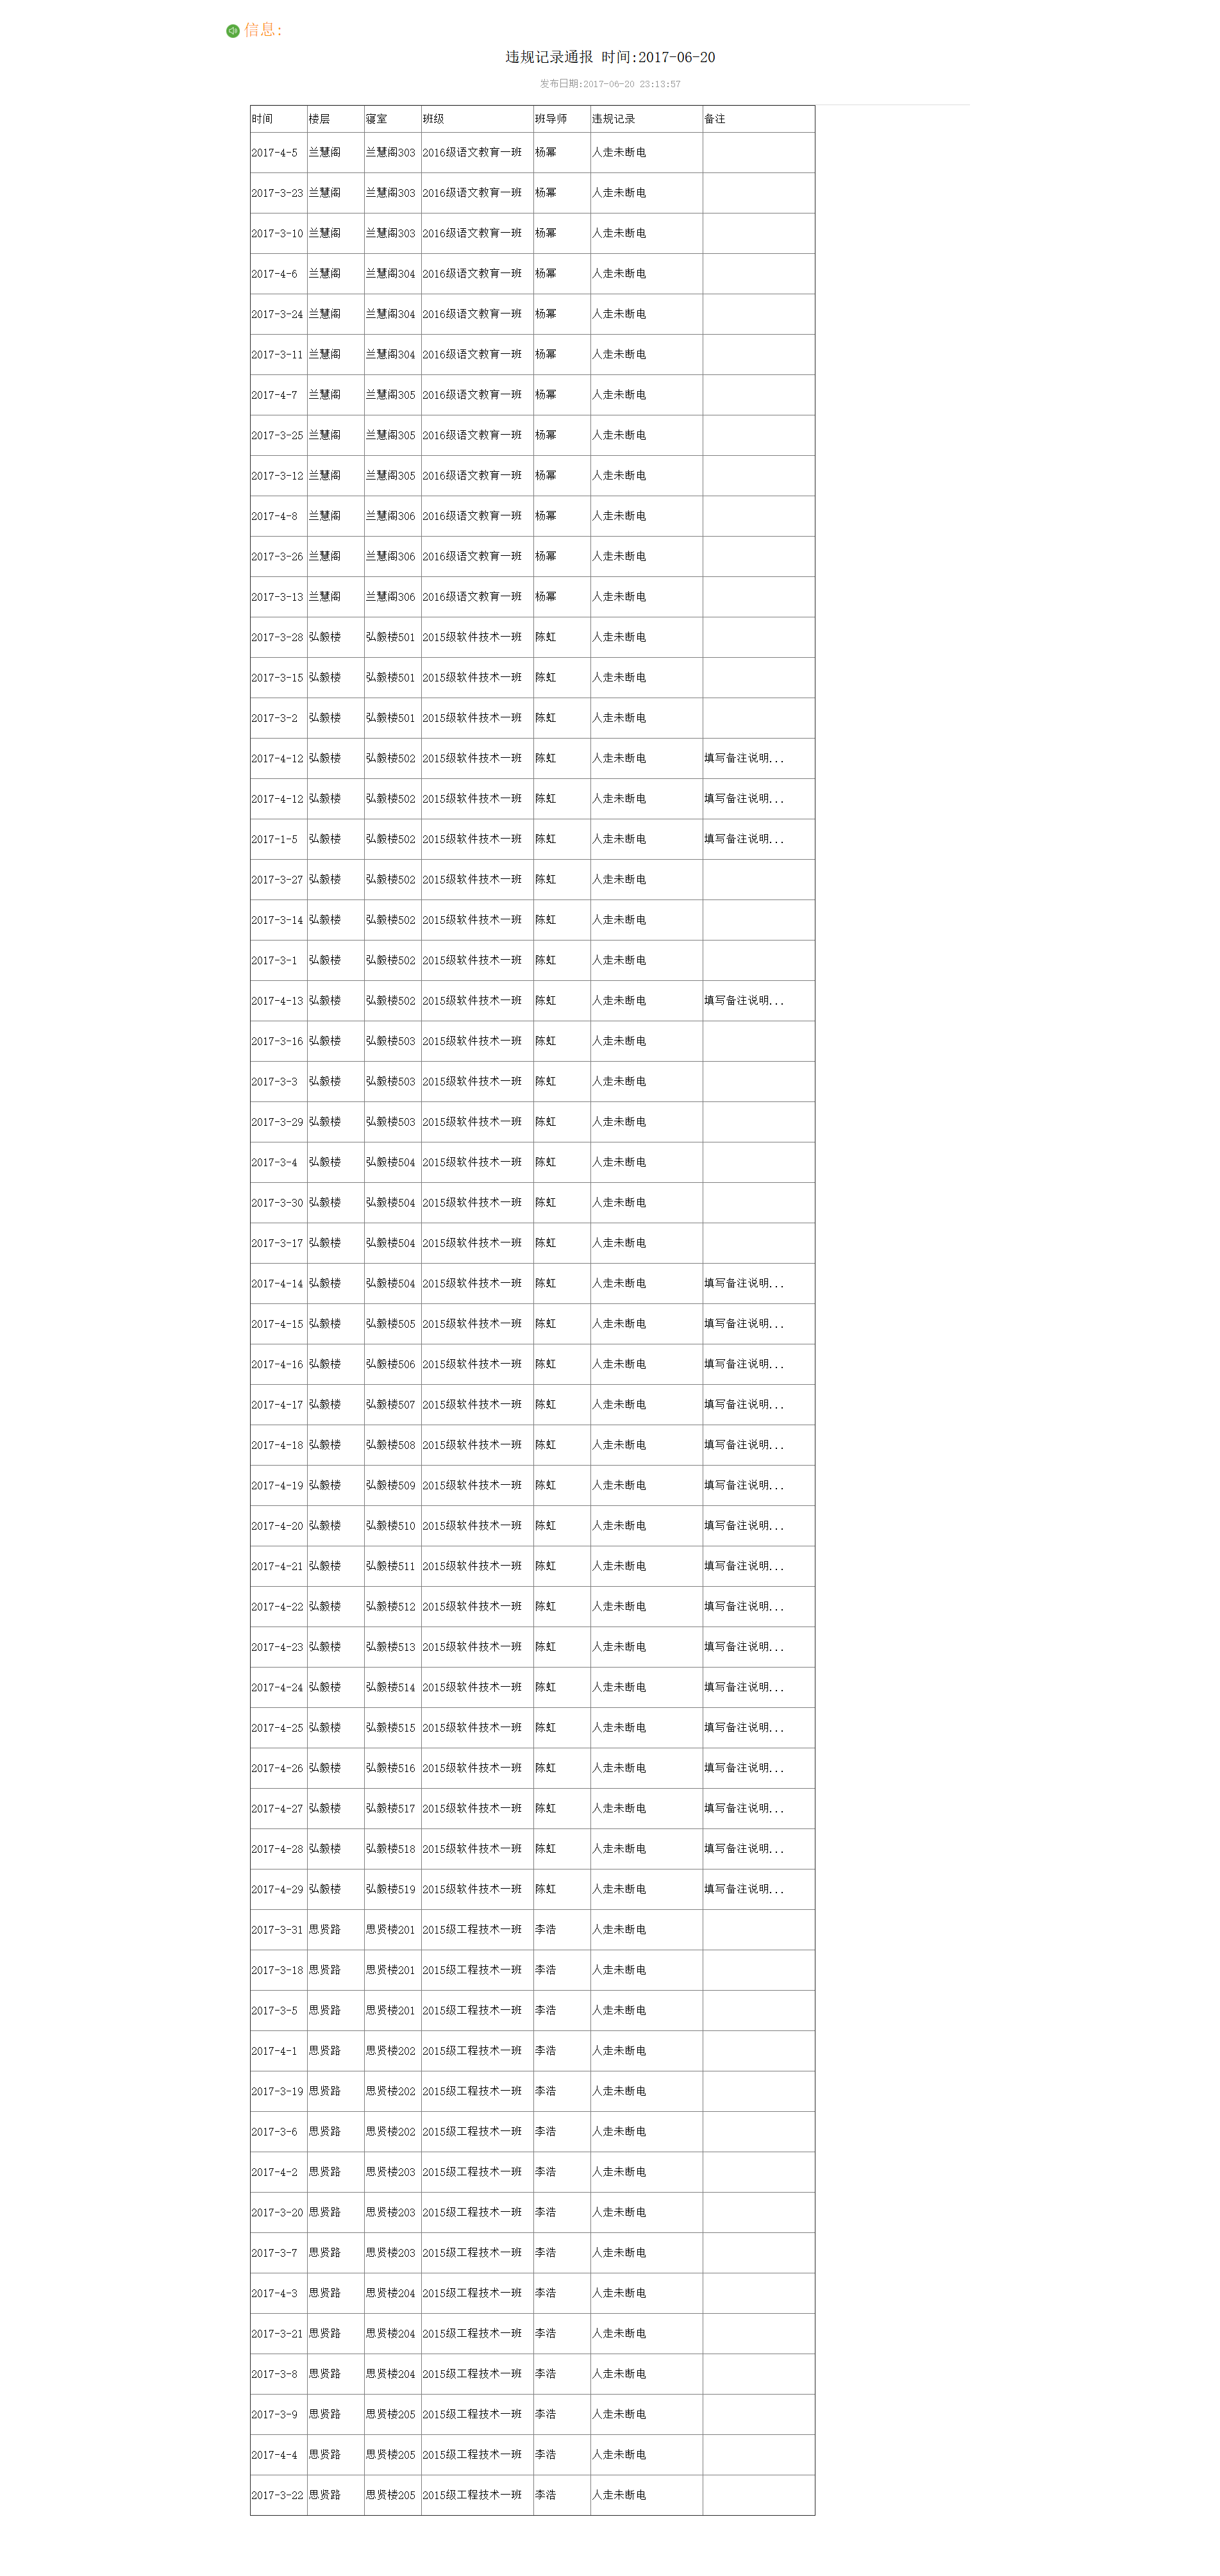 信息:
违规记录通报 时间:2017-06-20
发布日期:2017-06-20 23:13:57
时间 楼层 寝室 班级 班导师 违规记录 备注
2017-4-5 兰慧阁 兰慧阁303 2016级语文教育一班 杨幂 人走未断电
2017-3-23 兰慧阁 兰慧阁303 2016级语文教育一班 杨幂 人走未断电
2017-3-10 兰慧阁 兰慧阁303 2016级语文教育一班 杨幂 人走未断电
2017-4-6 兰慧阁 兰慧阁304 2016级语文教育一班 杨幂 人走未断电
2017-3-24 兰慧阁 兰慧阁304 2016级语文教育一班 杨幂 人走未断电
2017-3-11 兰慧阁 兰慧阁304 2016级语文教育一班 杨幂 人走未断电
2017-4-7 兰慧阁 兰慧阁305 2016级语文教育一班 杨幂 人走未断电
2017-3-25 兰慧阁 兰慧阁305 2016级语文教育一班 杨幂 人走未断电
2017-3-12 兰慧阁 兰慧阁305 2016级语文教育一班 杨幂 人走未断电
2017-4-8 兰慧阁 兰慧阁306 2016级语文教育一班 杨幂 人走未断电
2017-3-26 兰慧阁 兰慧阁306 2016级语文教育一班 杨幂 人走未断电
2017-3-13 兰慧阁 兰慧阁306 2016级语文教育一班 杨幂 人走未断电
2017-3-28 弘毅楼 弘毅楼501 2015级软件技术一班 陈虹 人走未断电
2017-3-15 弘毅楼 弘毅楼501 2015级软件技术一班 陈虹 人走未断电
2017-3-2 弘毅楼 弘毅楼501 2015级软件技术一班 陈虹 人走未断电
2017-4-12 弘毅楼 弘毅楼502 2015级软件技术一班 陈虹 人走未断电 填写备注说明...
2017-4-12 弘毅楼 弘毅楼502 2015级软件技术一班 陈虹 人走未断电 填写备注说明...
2017-1-5 弘毅楼 弘毅楼502 2015级软件技术一班 陈虹 人走未断电 填写备注说明...
2017-3-27 弘毅楼 弘毅楼502 2015级软件技术一班 陈虹 人走未断电
2017-3-14 弘毅楼 弘毅楼502 2015级软件技术一班 陈虹 人走未断电
2017-3-1 弘毅楼 弘毅楼502 2015级软件技术一班 陈虹 人走未断电
2017-4-13 弘毅楼 弘毅楼502 2015级软件技术一班 陈虹 人走未断电 填写备注说明...
2017-3-16 弘毅楼 弘毅楼503 2015级软件技术一班 陈虹 人走未断电
2017-3-3 弘毅楼 弘毅楼503 2015级软件技术一班 陈虹 人走未断电
2017-3-29 弘毅楼 弘毅楼503 2015级软件技术一班 陈虹 人走未断电
2017-3-4 弘毅楼 弘毅楼504 2015级软件技术一班 陈虹 人走未断电
2017-3-30 弘毅楼 弘毅楼504 2015级软件技术一班 陈虹 人走未断电
2017-3-17 弘毅楼 弘毅楼504 2015级软件技术一班 陈虹 人走未断电
2017-4-14 弘毅楼 弘毅楼504 2015级软件技术一班 陈虹 人走未断电 填写备注说明...
2017-4-15 弘毅楼 弘毅楼505 2015级软件技术一班 陈虹 人走未断电 填写备注说明...
2017-4-16 弘毅楼 弘毅楼506 2015级软件技术一班 陈虹 人走未断电 填写备注说明...
2017-4-17 弘毅楼 弘毅楼507 2015级软件技术一班 陈虹 人走未断电 填写备注说明...
2017-4-18 弘毅楼 弘毅楼508 2015级软件技术一班 陈虹 人走未断电 填写备注说明...
2017-4-19 弘毅楼 弘毅楼509 2015级软件技术一班 陈虹 人走未断电 填写备注说明...
2017-4-20 弘毅楼 弘毅楼510 2015级软件技术一班 陈虹 人走未断电 填写备注说明...
2017-4-21 弘毅楼 弘毅楼511 2015级软件技术一班 陈虹 人走未断电 填写备注说明...
2017-4-22 弘毅楼 弘毅楼512 2015级软件技术一班 陈虹 人走未断电 填写备注说明...
2017-4-23 弘毅楼 弘毅楼513 2015级软件技术一班 陈虹 人走未断电 填写备注说明...
2017-4-24 弘毅楼 弘毅楼514 2015级软件技术一班 陈虹 人走未断电 填写备注说明...
2017-4-25 弘毅楼 弘毅楼515 2015级软件技术一班 陈虹 人走未断电 填写备注说明...
2017-4-26 弘毅楼 弘毅楼516 2015级软件技术一班 陈虹 人走未断电 填写备注说明...
2017-4-27 弘毅楼 弘毅楼517 2015级软件技术一班 陈虹 人走未断电 填写备注说明...
2017-4-28 弘毅楼 弘毅楼518 2015级软件技术一班 陈虹 人走未断电 填写备注说明...
2017-4-29 弘毅楼 弘毅楼519 2015级软件技术一班 陈虹 人走未断电 填写备注说明...
2017-3-31 思贤路 思贤楼201 2015级工程技术一班 李浩 人走未断电
2017-3-18 思贤路 思贤楼201 2015级工程技术一班 李浩 人走未断电
2017-3-5 思贤路 思贤楼201 2015级工程技术一班 李浩 人走未断电
2017-4-1 思贤路 思贤楼202 2015级工程技术一班 李浩 人走未断电
2017-3-19 思贤路 思贤楼202 2015级工程技术一班 李浩 人走未断电
2017-3-6 思贤路 思贤楼202 2015级工程技术一班 李浩 人走未断电
2017-4-2 思贤路 思贤楼203 2015级工程技术一班 李浩 人走未断电
2017-3-20 思贤路 思贤楼203 2015级工程技术一班 李浩 人走未断电
2017-3-7 思贤路 思贤楼203 2015级工程技术一班 李浩 人走未断电
2017-4-3 思贤路 思贤楼204 2015级工程技术一班 李浩 人走未断电
2017-3-21 思贤路 思贤楼204 2015级工程技术一班 李浩 人走未断电
2017-3-8 思贤路 思贤楼204 2015级工程技术一班 李浩 人走未断电
2017-3-9 思贤路 思贤楼205 2015级工程技术一班 李浩 人走未断电
2017-4-4 思贤路 思贤楼205 2015级工程技术一班 李浩 人走未断电
2017-3-22 思贤路 思贤楼205 2015级工程技术一班 李浩 人走未断电